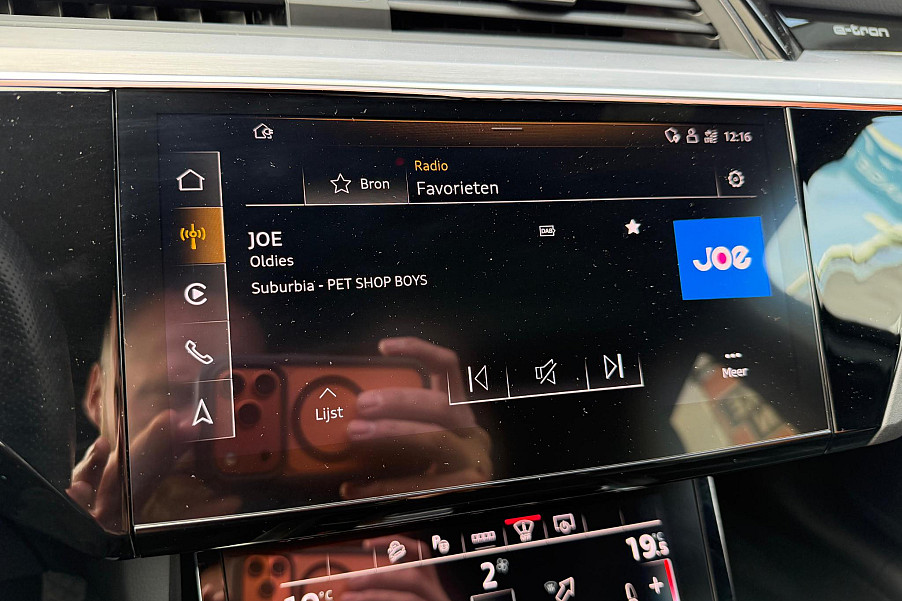 e-tron
12:16
Bron
Radio
Favorieten
JOE
Oldies
DAB
JOe
Suburbia - PET SHOP BOYS
Meer
Lijst
19.5 °C
2
°C
+